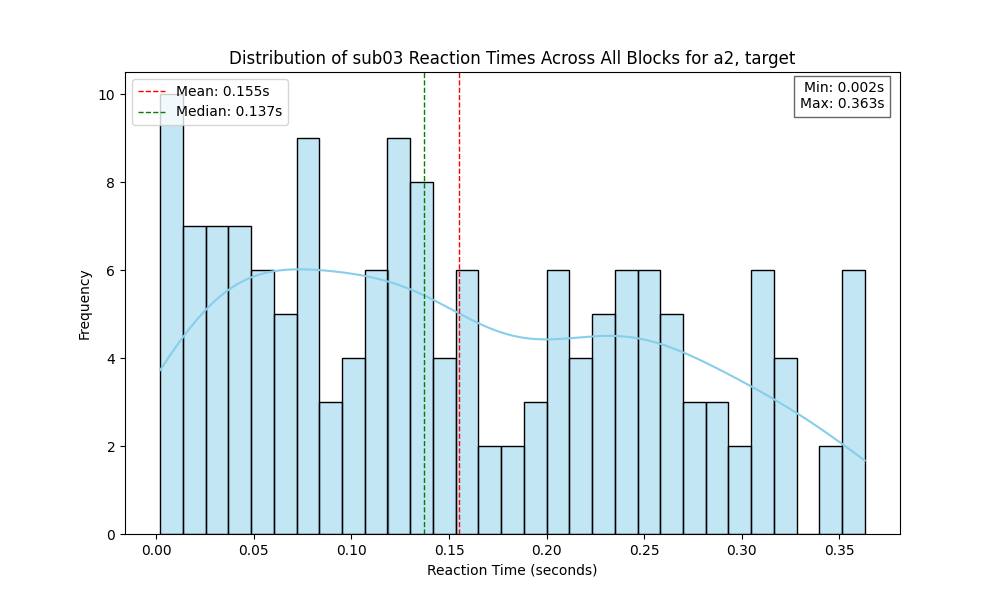 Distribution of sub03 Reaction Times Across All Blocks for a2, target
Mean: 0.155s
Median: 0.137s
Min: 0.002s
Max: 0.363s
Frequency
10
8
6
4
2
0
0.00 0.05 0.10 0.15 0.20 0.25 0.30 0.35
Reaction Time (seconds)